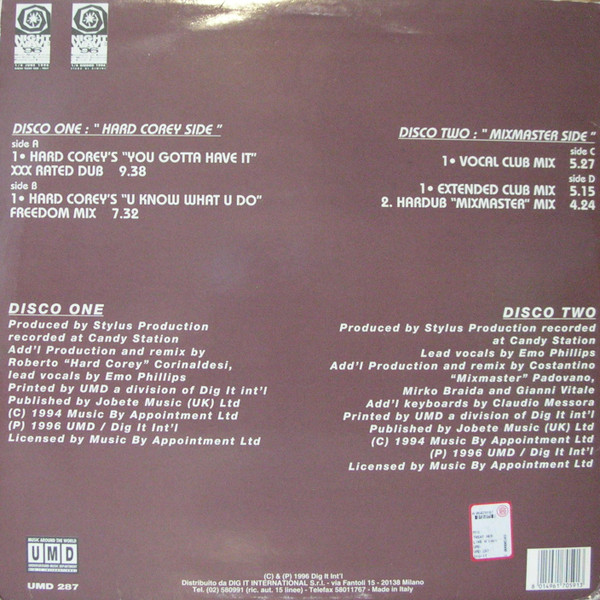 NIGHT
NIGHT
DISCO ONE : " HARD COREY SIDE "
side A
1• HARD COREY'S "YOU GOTTA HAVE IT"
XXX RATED DUB 9.38
side B
1• HARD COREY'S "U KNOW WHAT U DO"
FREEDOM MIX 7.32
DISCO TWO : " MIXMASTER SIDE "
side C
1• VOCAL CLUB MIX 5.27
side D
1• EXTENDED CLUB MIX 5.15
2. HARDUB "MIXMASTER" MIX 4.24
DISCO ONE
Produced by Stylus Production
recorded at Candy Station
Add'l Production and remix by
Roberto "Hard Corey" Corinaldesi,
lead vocals by Emo Phillips
Printed by UMD a division of Dig It int'l
Published by Jobete Music (UK) Ltd
(C) 1994 Music By Appointment Ltd
(P) 1996 UMD / Dig It Int'l
Licensed by Music By Appointment Ltd
DISCO TWO
Produced by Stylus Production recorded
at Candy Station
Lead vocals by Emo Phillips
Add'l Production and remix by Costantino
"Mixmaster" Padovano,
Mirko Braida and Gianni Vitale
Add'l keyboards by Claudio Messora
Printed by UMD a division of Dig It int'l
Published by Jobete Music (UK) Ltd
(C) 1994 Music By Appointment Ltd
(P) 1996 UMD / Dig It Int'l
Licensed by Music By Appointment Ltd
MUSIC AROUND THE WORLD
UMD
UMD 287
(C) & (P) 1996 Dig It Int'l
Distribuito da DIG IT INTERNATIONAL S.r.l. - via Fantoli 15 - 20138 Milano
Tel. (02) 580991 (ric. aut. 15 linee) - Telefax 58011767 - Made in Italy
8 014961 705913